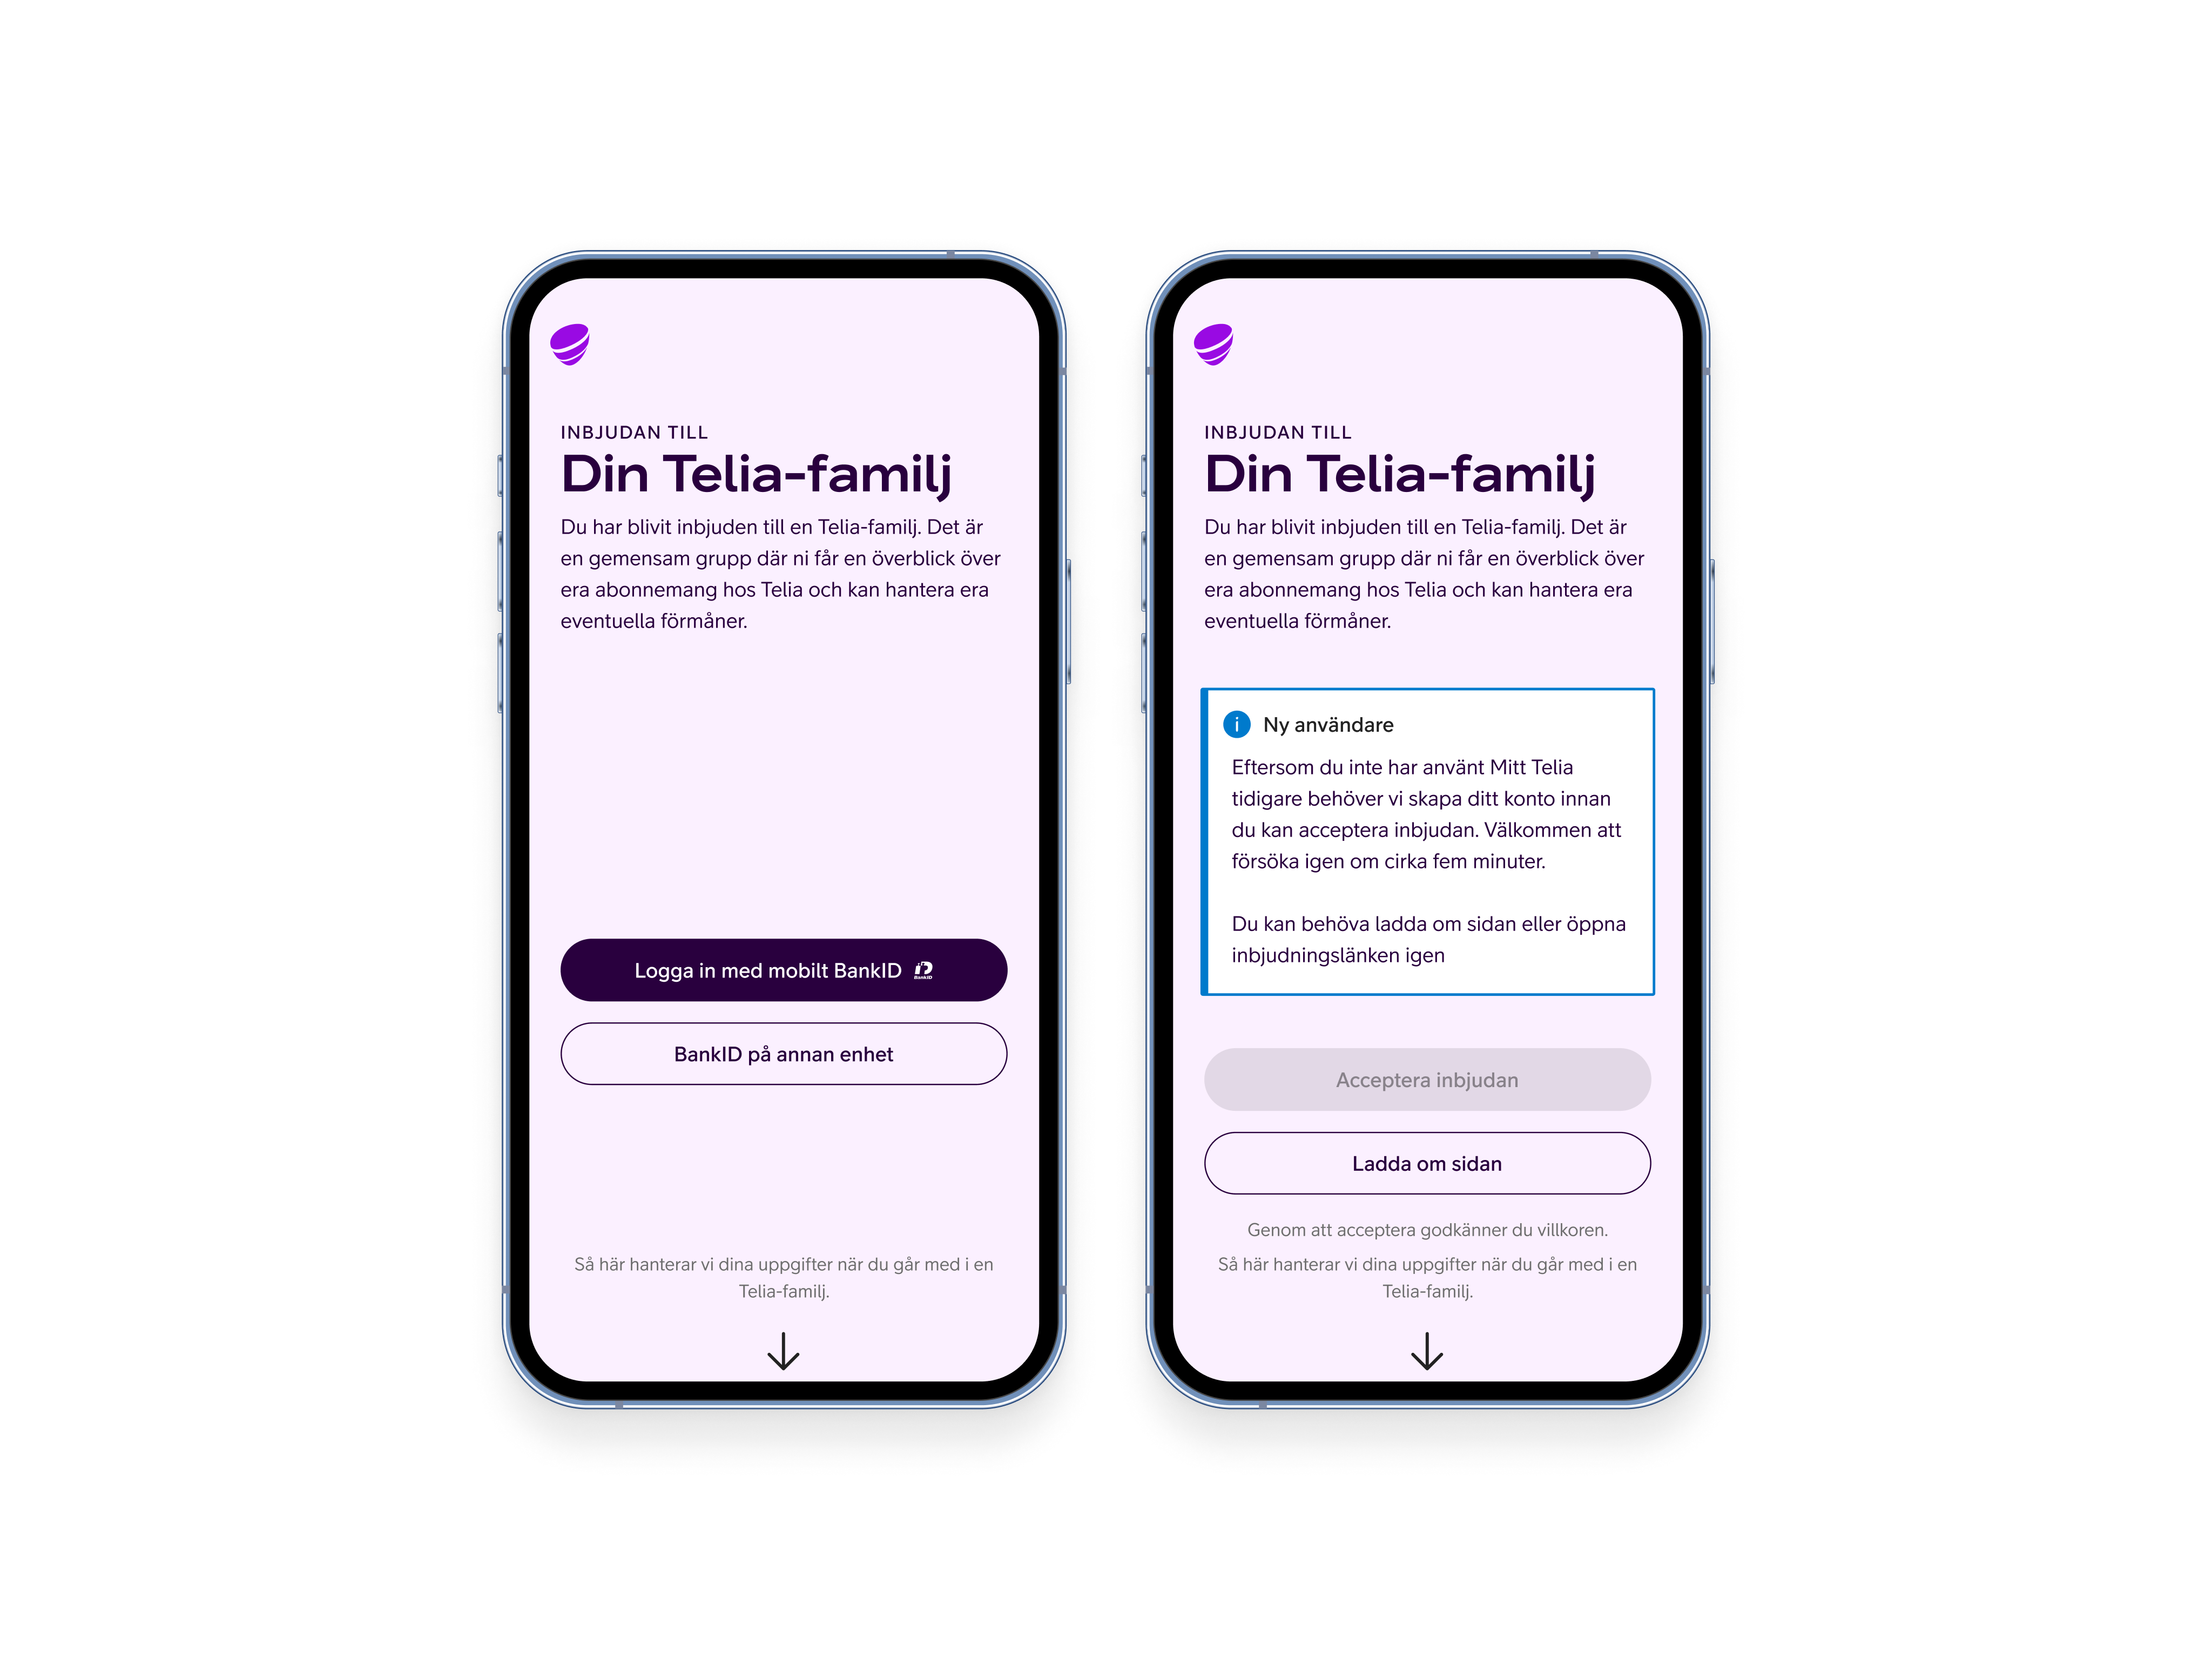 INBJUDAN TILL
Din Telia-familj
Du har blivit inbjuden till en Telia-familj. Det är
en gemensam grupp där ni får en överblick över
era abonnemang hos Telia och kan hantera era
eventuella förmåner.
Logga in med mobilt BankID
BankID
BankID på annan enhet
Så här hanterar vi dina uppgifter när du går med i en
Telia-familj.
INBJUDAN TILL
Din Telia-familj
Du har blivit inbjuden till en Telia-familj. Det är
en gemensam grupp där ni får en överblick över
era abonnemang hos Telia och kan hantera era
eventuella förmåner.
i Ny användare
Eftersom du inte har använt Mitt Telia
tidigare behöver vi skapa ditt konto innan
du kan acceptera inbjudan. Välkommen att
försöka igen om cirka fem minuter.
Du kan behöva ladda om sidan eller öppna
inbjudningslänken igen
Acceptera inbjudan
Ladda om sidan
Genom att acceptera godkänner du villkoren.
Så här hanterar vi dina uppgifter när du går med i en
Telia-familj.